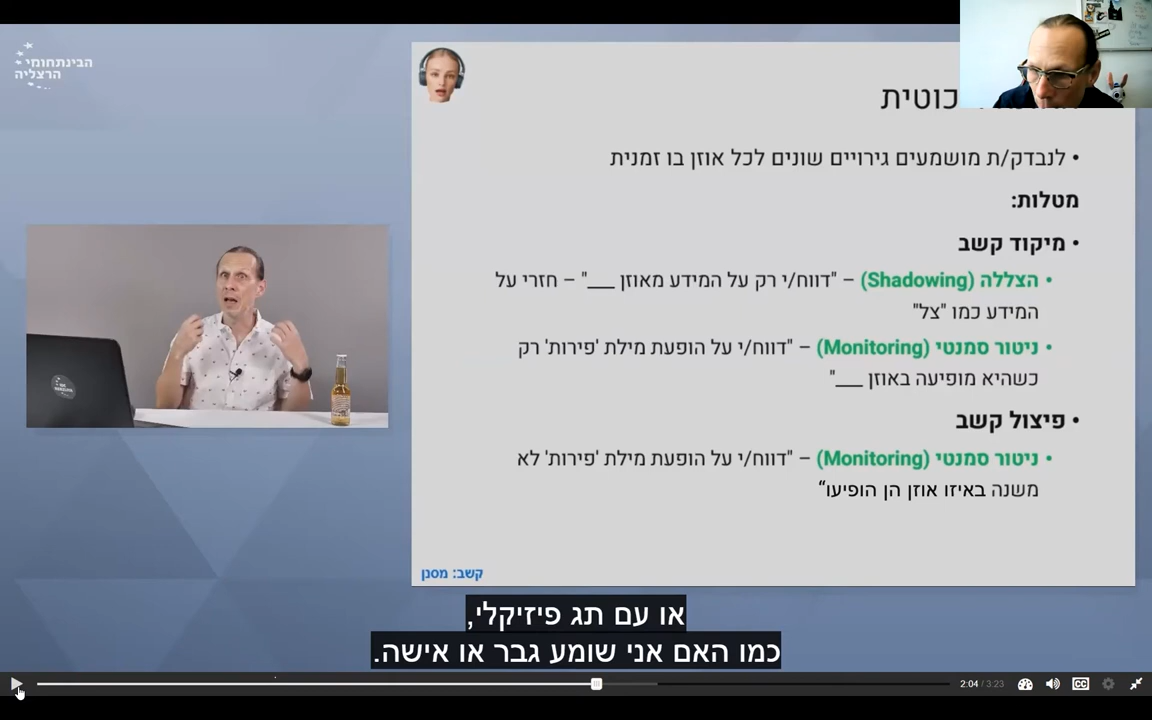 הבינתחומי
הרצליה
כוטית
• לנבדק/ת מושמעים גירויים שונים לכל אוזן בו זמנית
מטלות:
• מיקוד קשב
• הצללה (Shadowing) – "דווח/י רק על המידע מאוזן ___" – חזרי על
המידע כמו "צל"
• ניטור סמנטי (Monitoring) – "דווח/י על הופעת מילת 'פירות' רק
כשהיא מופיעה באוזן ___"
• פיצול קשב
• ניטור סמנטי (Monitoring) – "דווח/י על הופעת מילת 'פירות' לא
משנה באיזו אוזן הן הופיעו“
קשב: מסנן
או עם תג פיזיקלי,
כמו האם אני שומע גבר או אישה.
2:04 / 3:23
CC